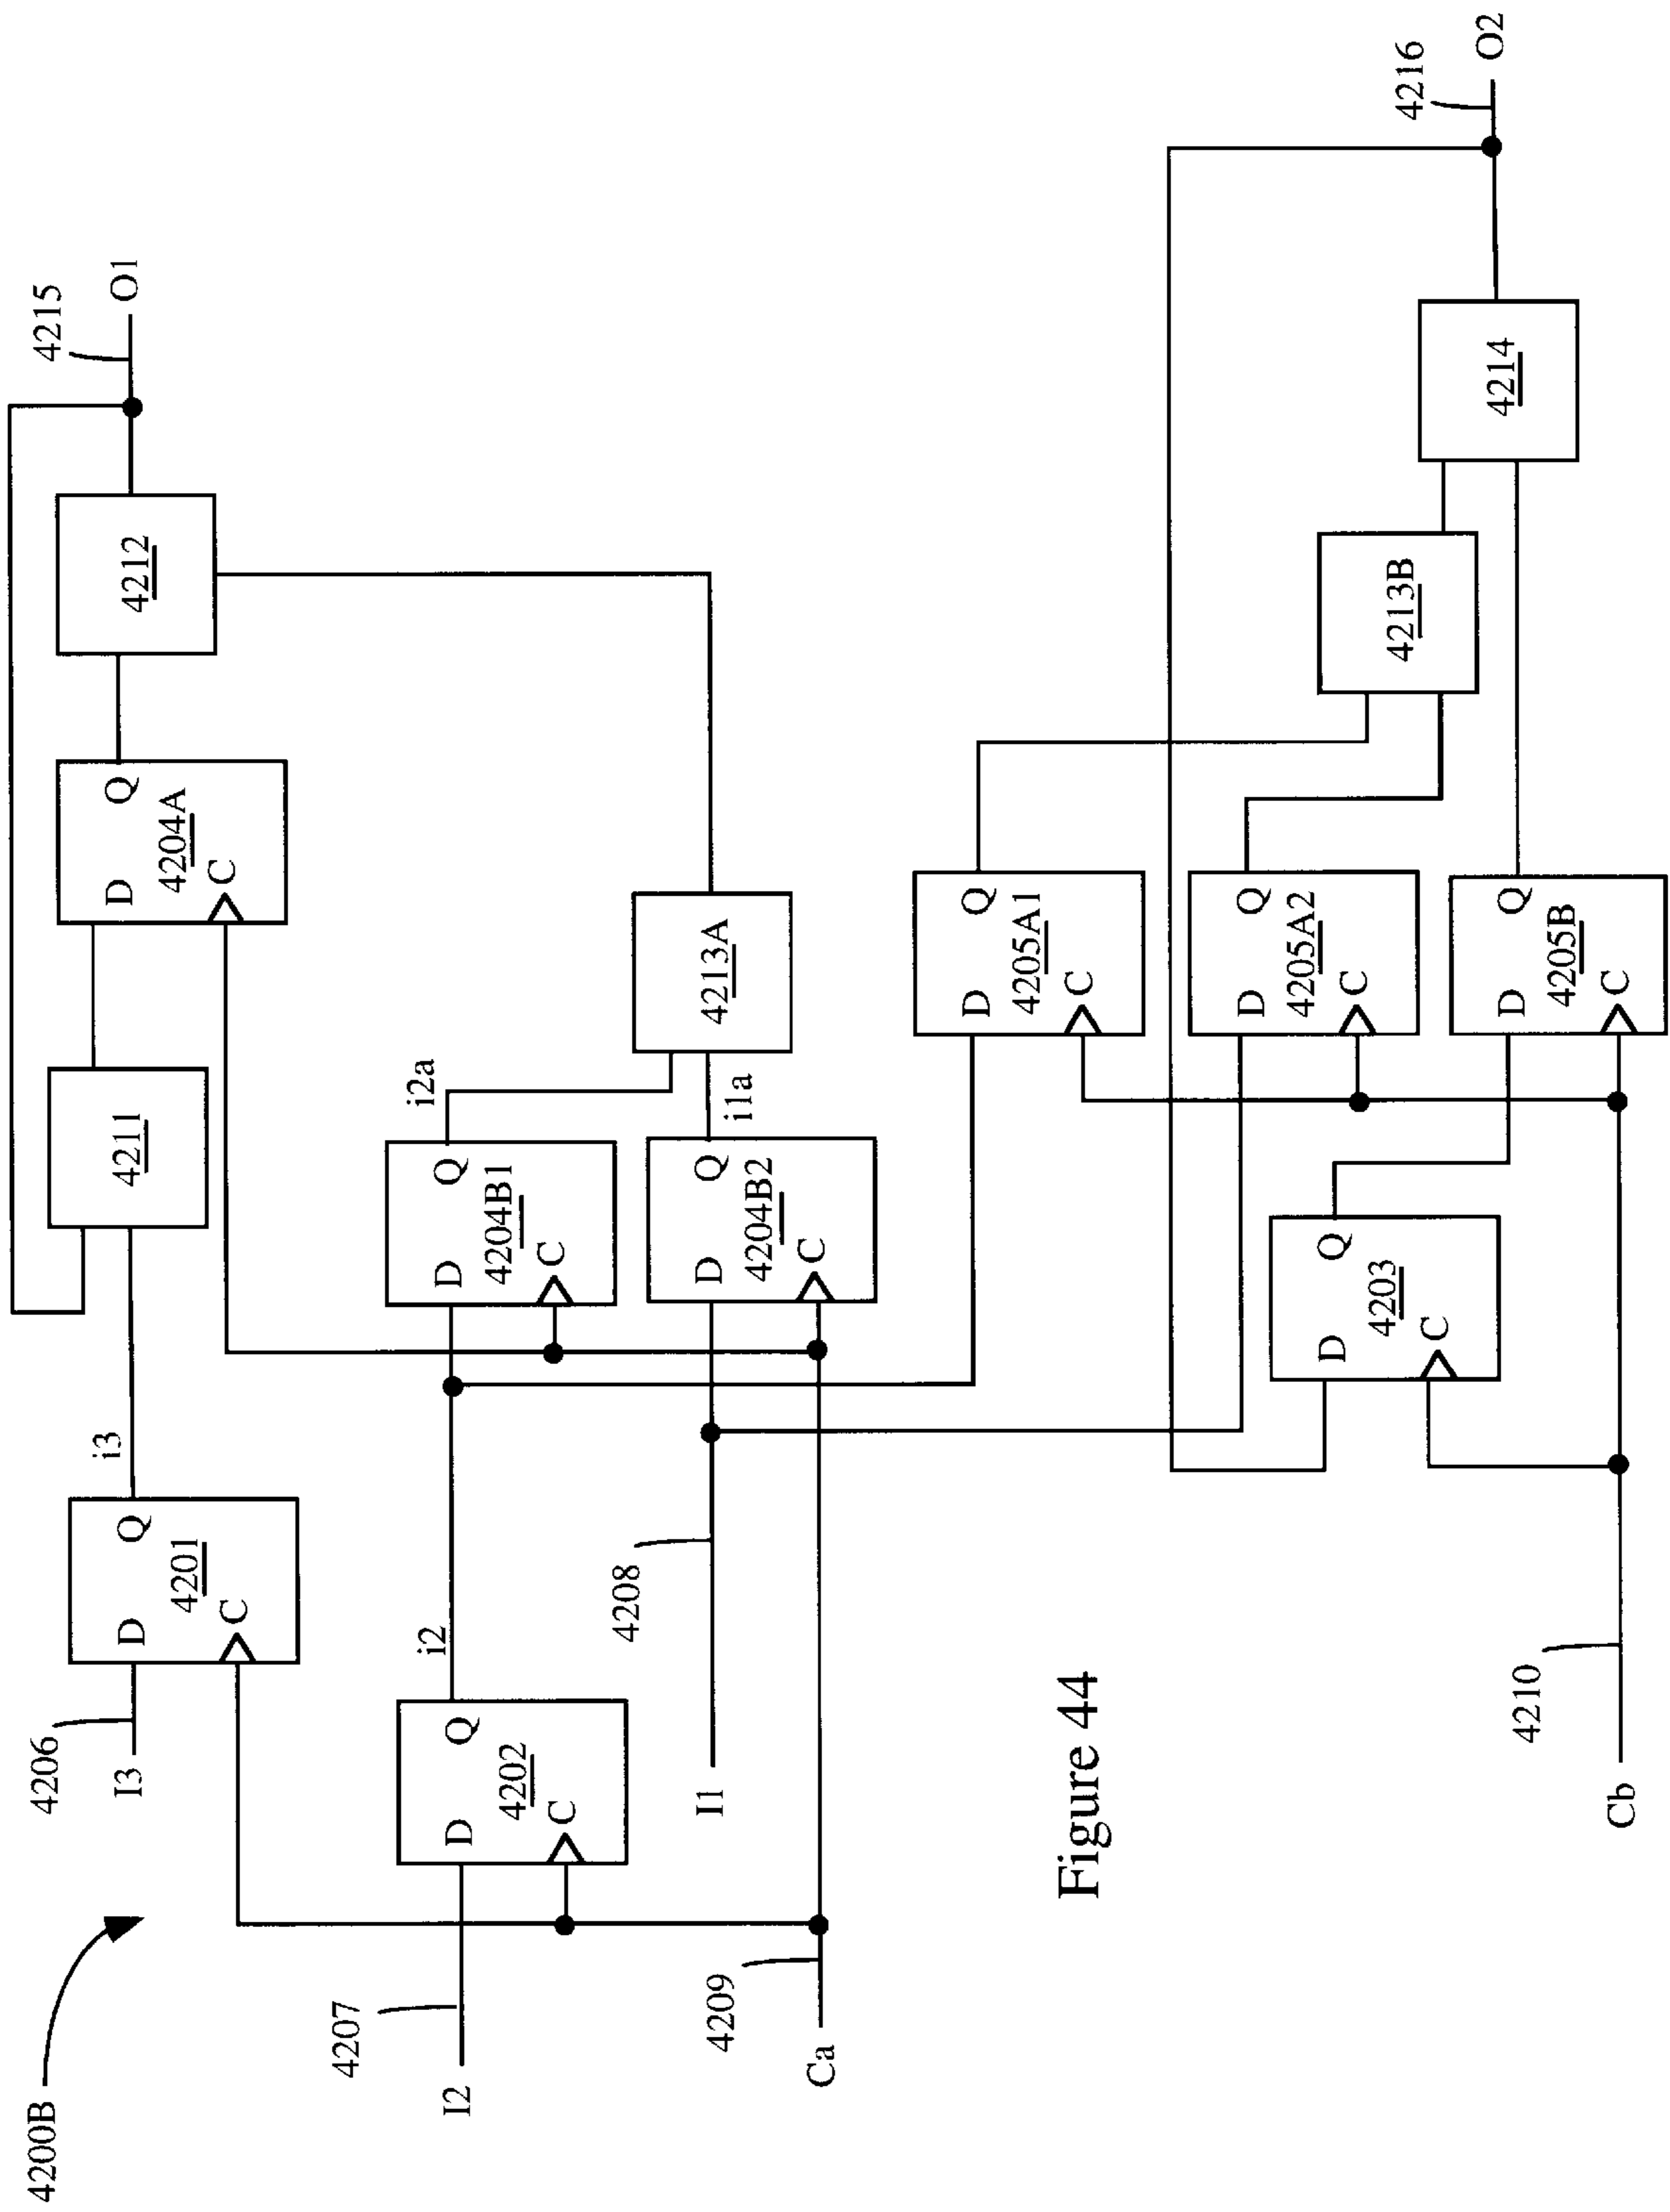 4200B
4206
I3
D
Q
4201
C
i3
4211
D
Q
4204A
C
4212
4215
O1
4207
I2
D
Q
4202
C
i2
D
Q
4204B1
C
i2a
4208
I1
D
Q
4204B2
C
i1a
4213A
4209
Ca
D
Q
4205A1
C
D
Q
4205A2
C
4213B
4214
4216
O2
D
Q
4203
C
D
Q
4205B
C
4210
Cb
Figure 44